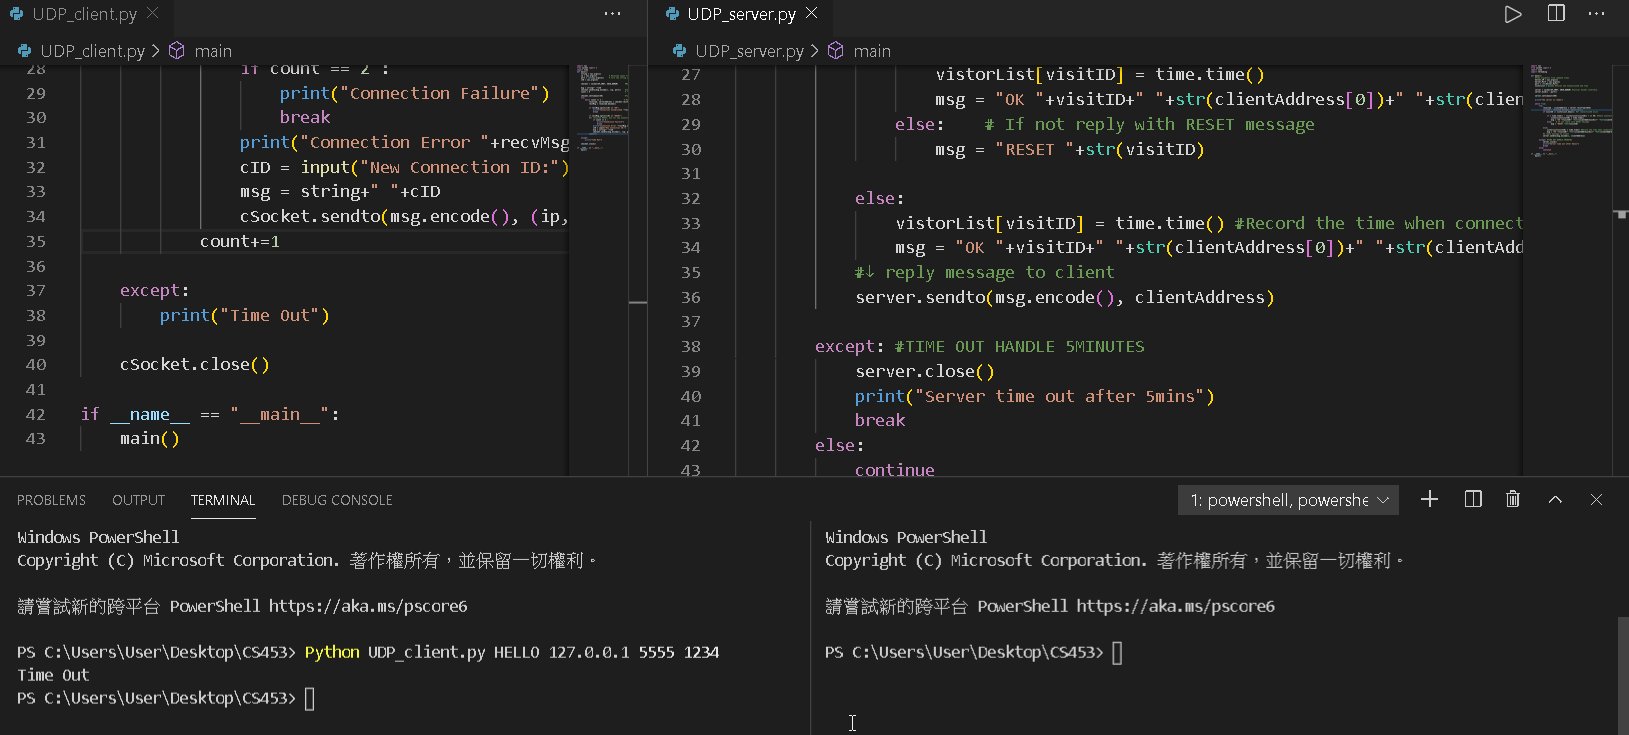 UDP_client.py
UDP_client.py > main
28 if count == 2 :
29 print("Connection Failure")
30 break
31 print("Connection Error "+recvMsg
32 cID = input("New Connection ID:")
33 msg = string+" "+cID
34 cSocket.sendto(msg.encode(), (ip,
35 count+=1
36
37 except:
38 print("Time Out")
39
40 cSocket.close()
41
42 if __name__ == "__main__":
43 main()
UDP_server.py
UDP_server.py > main
27 vistorList[visitID] = time.time()
28 msg = "OK "+visitID+" "+str(clientAddress[0])+" "+str(clien
29 else: # If not reply with RESET message
30 msg = "RESET "+str(visitID)
31
32 else:
33 vistorList[visitID] = time.time() #Record the time when connect
34 msg = "OK "+visitID+" "+str(clientAddress[0])+" "+str(clientAdd
35 #↓ reply message to client
36 server.sendto(msg.encode(), clientAddress)
37
38 except: #TIME OUT HANDLE 5MINUTES
39 server.close()
40 print("Server time out after 5mins")
41 break
42 else:
43 continue
PROBLEMS OUTPUT TERMINAL DEBUG CONSOLE 1: powershell, powershe
Windows PowerShell
Copyright (C) Microsoft Corporation. 著作權所有，並保留一切權利。
請嘗試新的跨平台 PowerShell https://aka.ms/pscore6
PS C:\Users\User\Desktop\CS453> Python UDP_client.py HELLO 127.0.0.1 5555 1234
Time Out
PS C:\Users\User\Desktop\CS453>
Windows PowerShell
Copyright (C) Microsoft Corporation. 著作權所有，並保留一切權利。
請嘗試新的跨平台 PowerShell https://aka.ms/pscore6
PS C:\Users\User\Desktop\CS453>